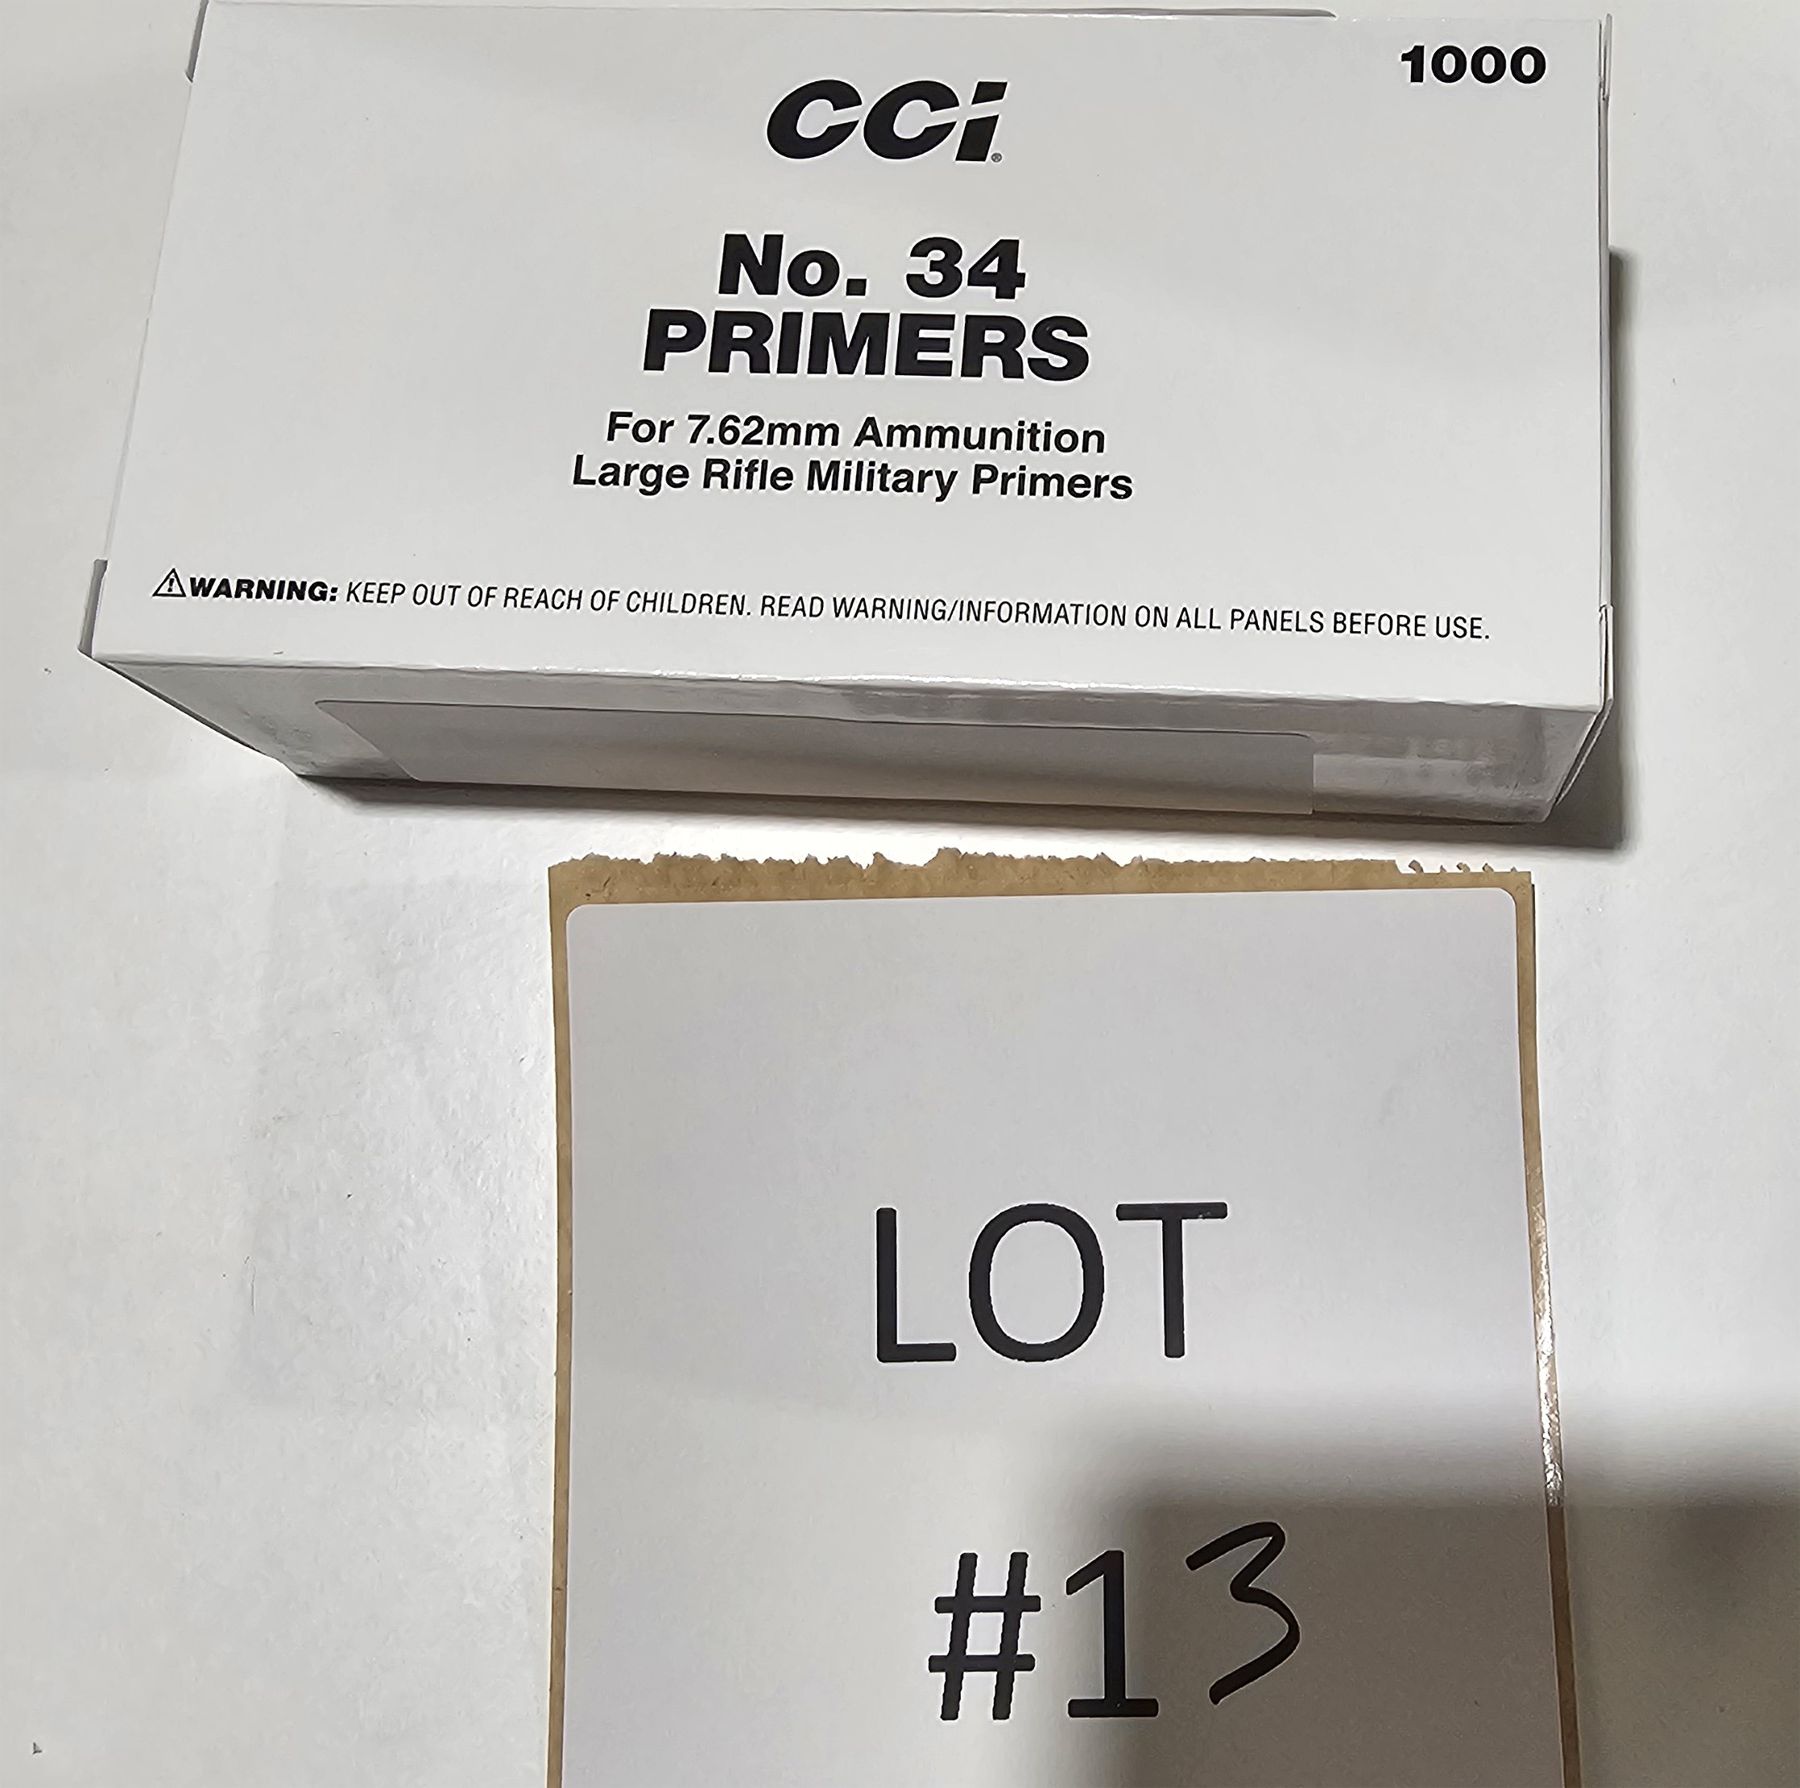 1000
CCI®
No. 34
PRIMERS
For 7.62mm Ammunition
Large Rifle Military Primers
⚠WARNING: KEEP OUT OF REACH OF CHILDREN. READ WARNING/INFORMATION ON ALL PANELS BEFORE USE.
LOT
#13